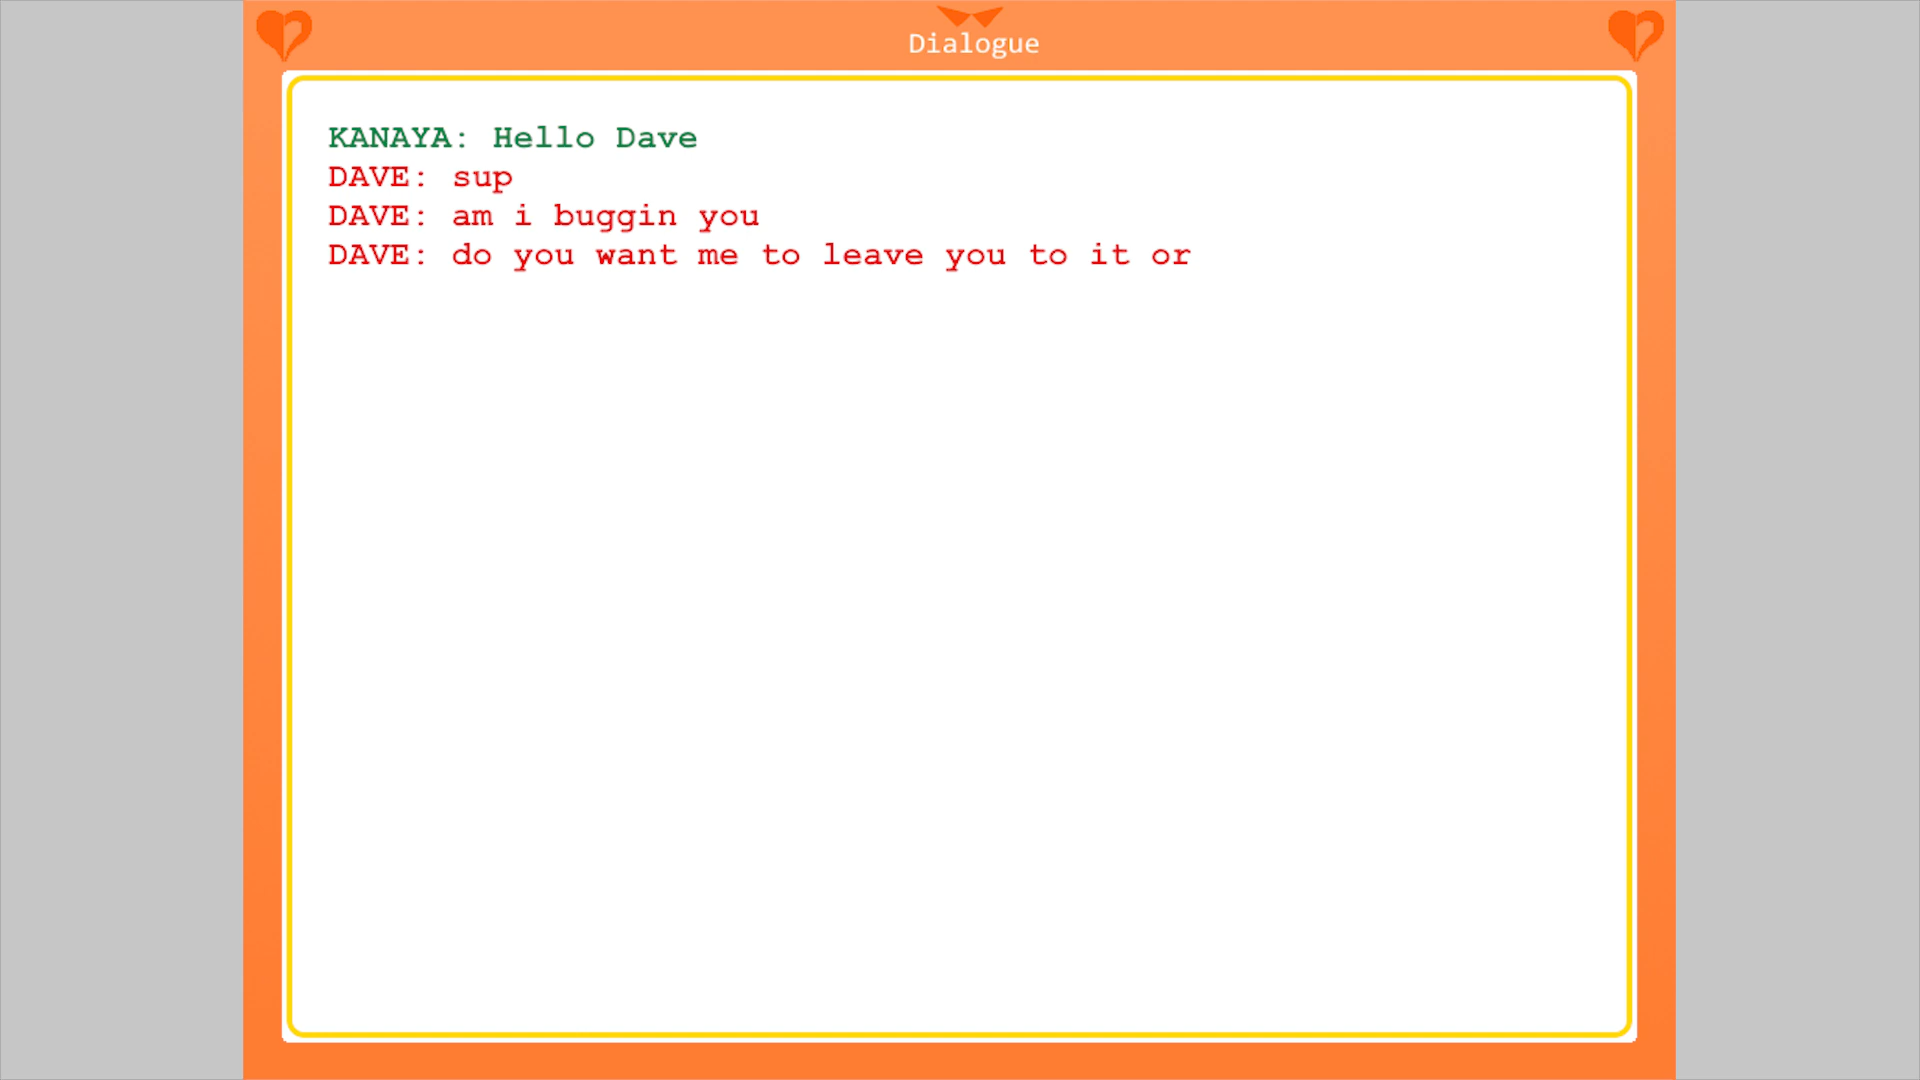 Dialogue
KANAYA: Hello Dave
DAVE: sup
DAVE: am i buggin you
DAVE: do you want me to leave you to it or